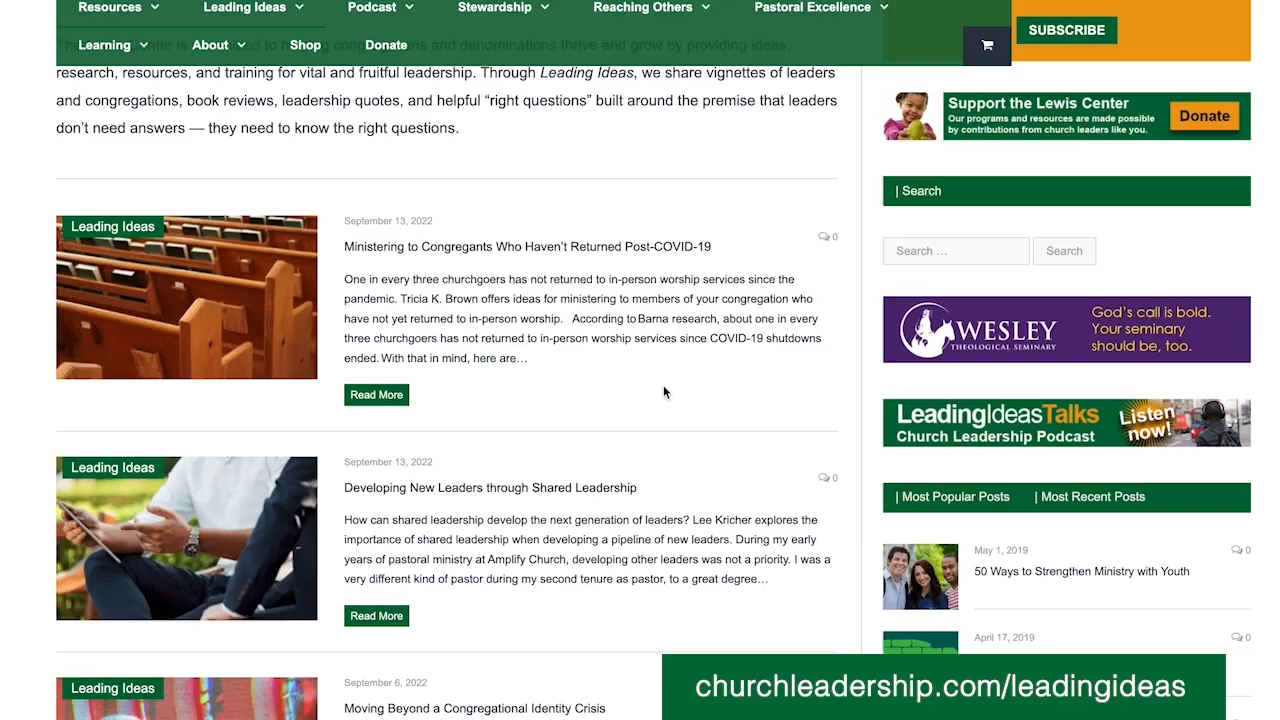 Resources
Leading Ideas
Podcast
Stewardship
Reaching Others
Pastoral Excellence
Learning
About
Shop
Donate
SUBSCRIBE
research, resources, and training for vital and fruitful leadership. Through Leading Ideas, we share vignettes of leaders
and congregations, book reviews, leadership quotes, and helpful “right questions” built around the premise that leaders
don’t need answers — they need to know the right questions.
Leading Ideas
September 13, 2022
0
Ministering to Congregants Who Haven’t Returned Post-COVID-19
One in every three churchgoers has not returned to in-person worship services since the
pandemic. Tricia K. Brown offers ideas for ministering to members of your congregation who
have not yet returned to in-person worship. According to Barna research, about one in every
three churchgoers has not returned to in-person worship services since COVID-19 shutdowns
ended. With that in mind, here are…
Read More
Leading Ideas
September 13, 2022
0
Developing New Leaders through Shared Leadership
How can shared leadership develop the next generation of leaders? Lee Kricher explores the
importance of shared leadership when developing a pipeline of new leaders. During my early
years of pastoral ministry at Amplify Church, developing other leaders was not a priority. I was a
very different kind of pastor during my second tenure as pastor, to a great degree…
Read More
Leading Ideas
September 6, 2022
Moving Beyond a Congregational Identity Crisis
Support the Lewis Center
Our programs and resources are made possible
by contributions from church leaders like you.
Donate
| Search
Search …
Search
WESLEY
THEOLOGICAL SEMINARY
God’s call is bold.
Your seminary
should be, too.
LeadingIdeasTalks
Church Leadership Podcast
Listen
now!
| Most Popular Posts
| Most Recent Posts
May 1, 2019
0
50 Ways to Strengthen Ministry with Youth
April 17, 2019
0
churchleadership.com/leadingideas